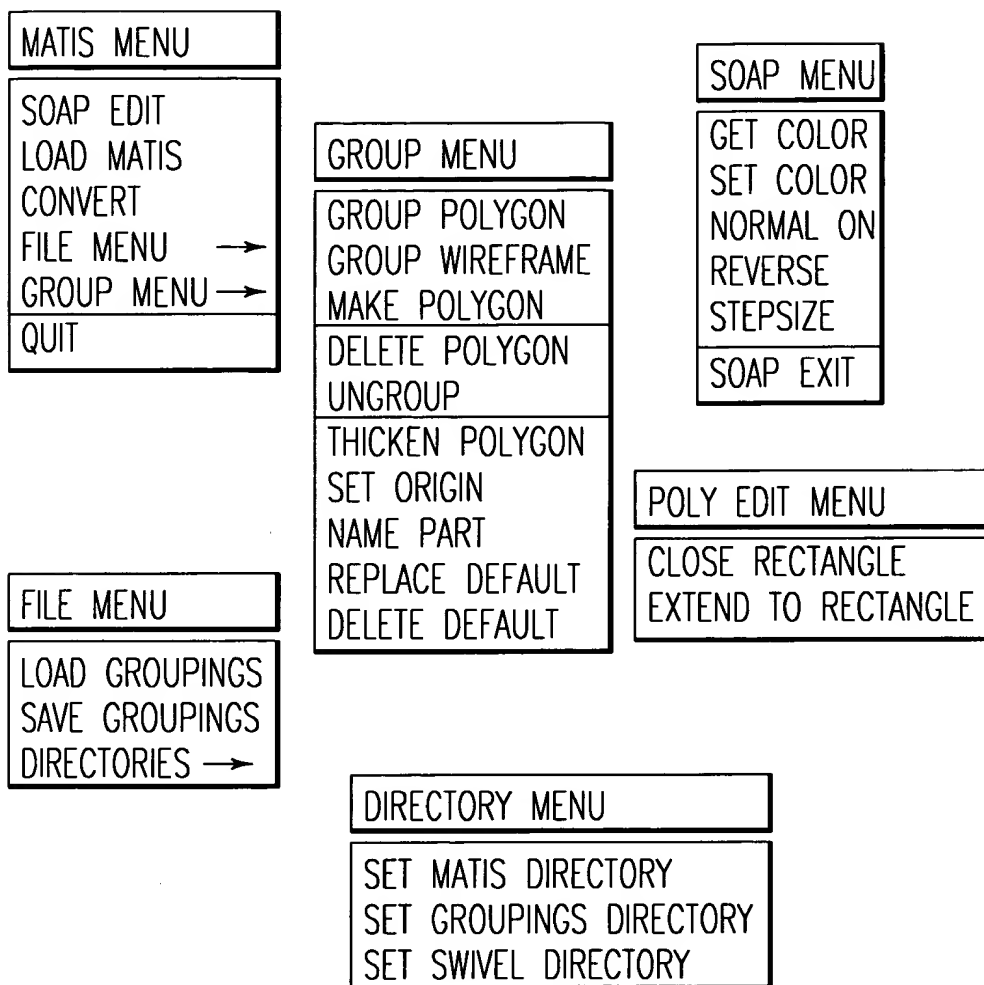 MATIS MENU
SOAP EDIT
LOAD MATIS
CONVERT
FILE MENU →
GROUP MENU →
QUIT
GROUP MENU
GROUP POLYGON
GROUP WIREFRAME
MAKE POLYGON
DELETE POLYGON
UNGROUP
THICKEN POLYGON
SET ORIGIN
NAME PART
REPLACE DEFAULT
DELETE DEFAULT
SOAP MENU
GET COLOR
SET COLOR
NORMAL ON
REVERSE
STEPSIZE
SOAP EXIT
POLY EDIT MENU
CLOSE RECTANGLE
EXTEND TO RECTANGLE
FILE MENU
LOAD GROUPINGS
SAVE GROUPINGS
DIRECTORIES →
DIRECTORY MENU
SET MATIS DIRECTORY
SET GROUPINGS DIRECTORY
SET SWIVEL DIRECTORY